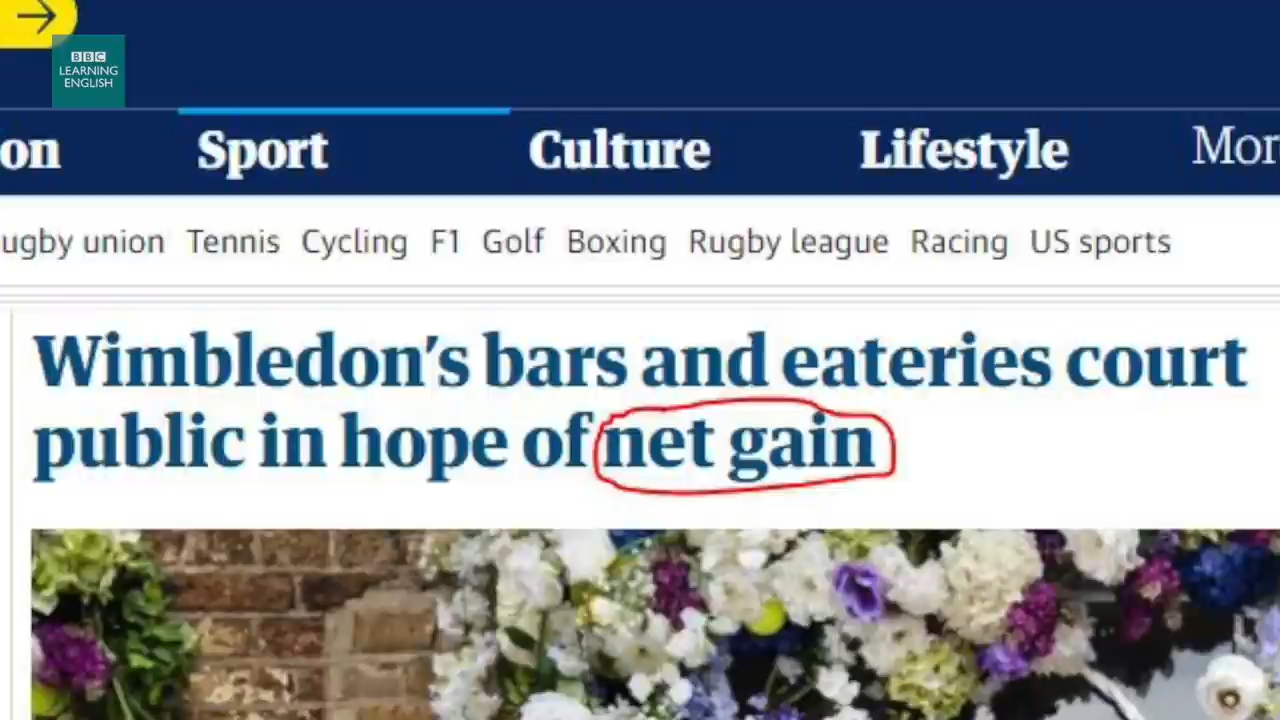 BBC
LEARNING
ENGLISH
on Sport Culture Lifestyle Mor
ugby union Tennis Cycling F1 Golf Boxing Rugby league Racing US sports
Wimbledon's bars and eateries court
public in hope of net gain